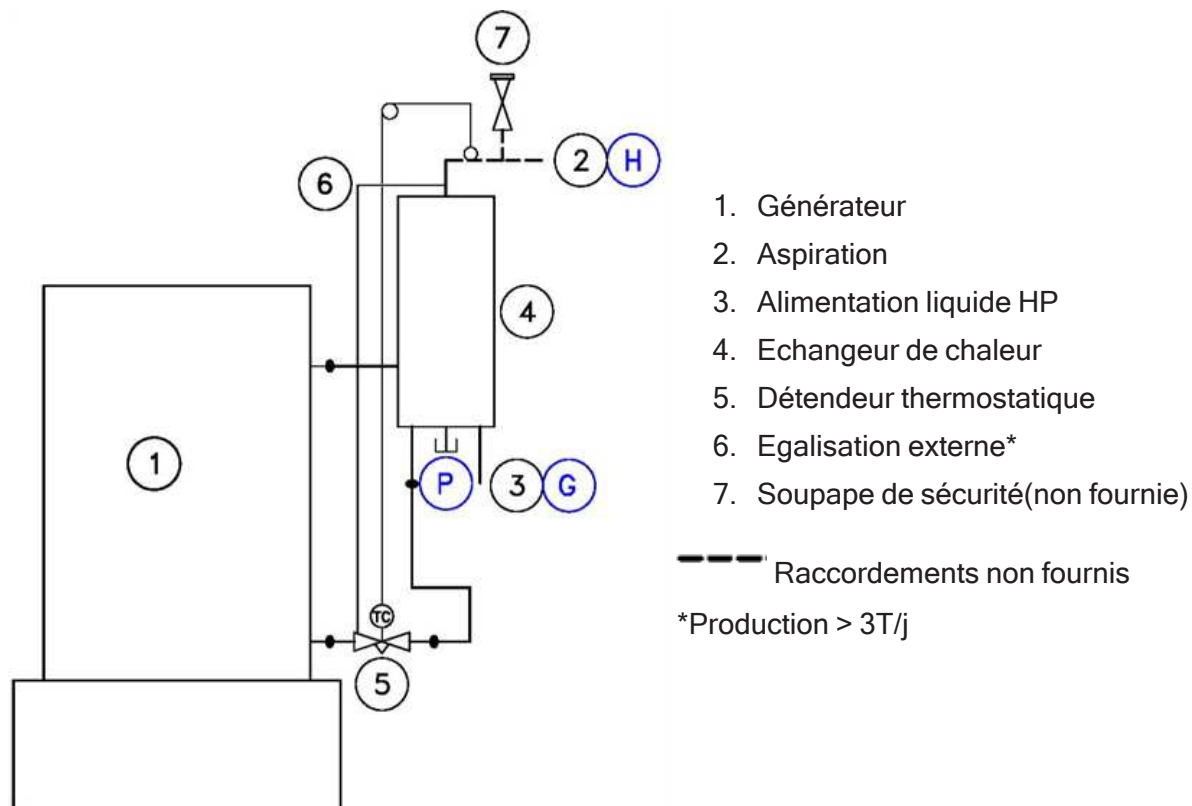 7
2 H
6
4
1
P 3 G
TC
5
1. Générateur
2. Aspiration
3. Alimentation liquide HP
4. Echangeur de chaleur
5. Détendeur thermostatique
6. Egalisation externe*
7. Soupape de sécurité(non fournie)
Raccordements non fournis
*Production > 3T/j